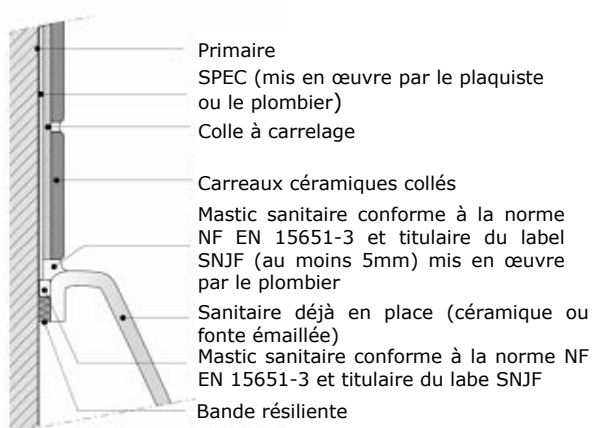 Primaire
SPEC (mis en œuvre par le plaquiste
ou le plombier)
Colle à carrelage
Carreaux céramiques collés
Mastic sanitaire conforme à la norme
NF EN 15651-3 et titulaire du label
SNJF (au moins 5mm) mis en œuvre
par le plombier
Sanitaire déjà en place (céramique ou
fonte émaillée)
Mastic sanitaire conforme à la norme NF
EN 15651-3 et titulaire du labe SNJF
Bande résiliente